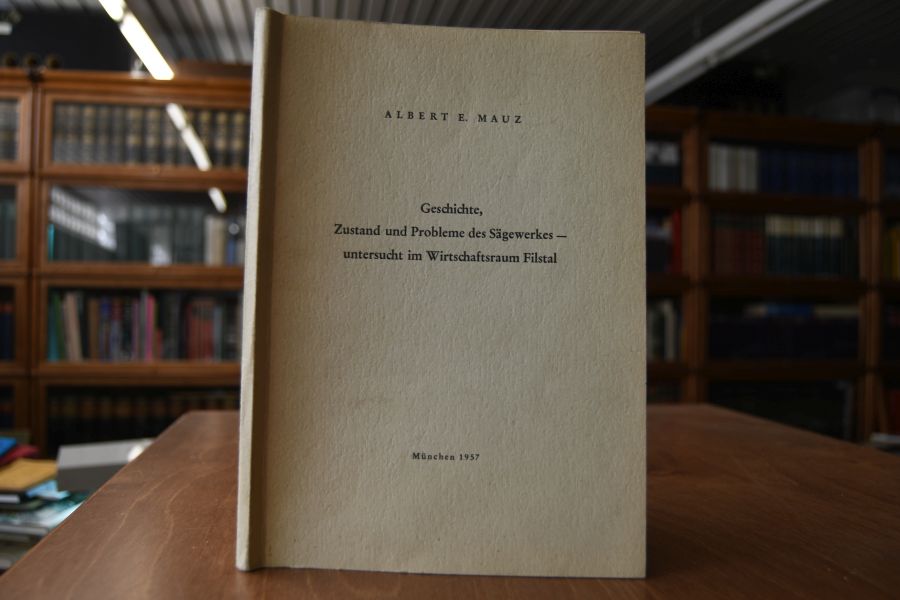 ALBERT E. MAUZ
Geschichte,
Zustand und Probleme des Sägewerkes —
untersucht im Wirtschaftsraum Filstal
München 1957